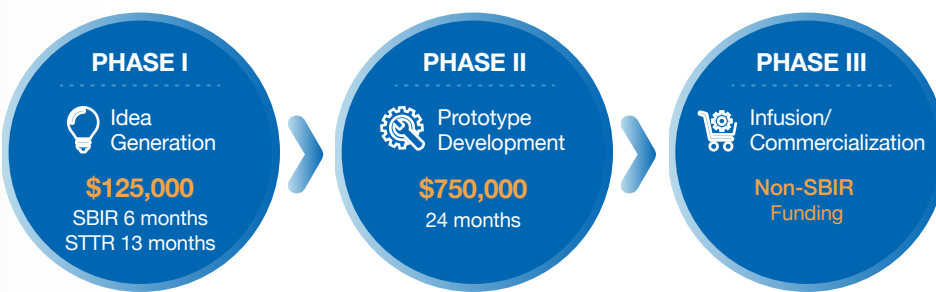 PHASE I
Idea
Generation
$125,000
SBIR 6 months
STTR 13 months
PHASE II
Prototype
Development
$750,000
24 months
PHASE III
Infusion/
Commercialization
Non-SBIR
Funding